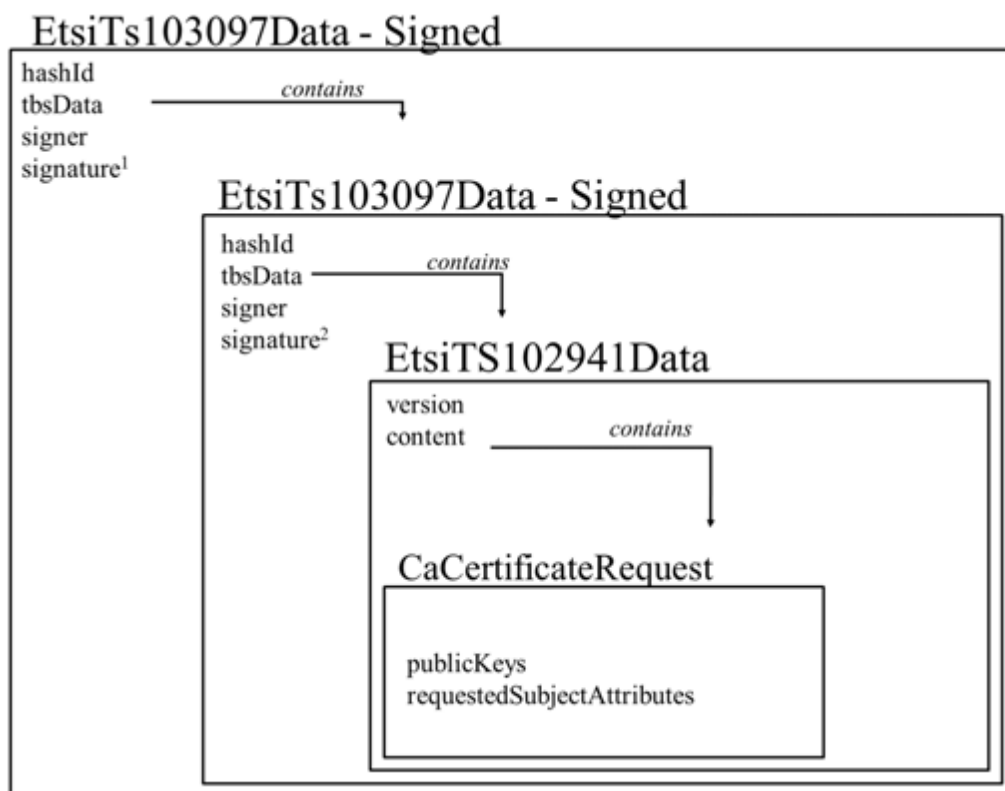 EtsiTs103097Data - Signed
hashId
tbsData
contains
signer
signature¹
EtsiTs103097Data - Signed
hashId
tbsData
contains
signer
signature²
EtsiTS102941Data
version
content
contains
CaCertificateRequest
publicKeys
requestedSubjectAttributes